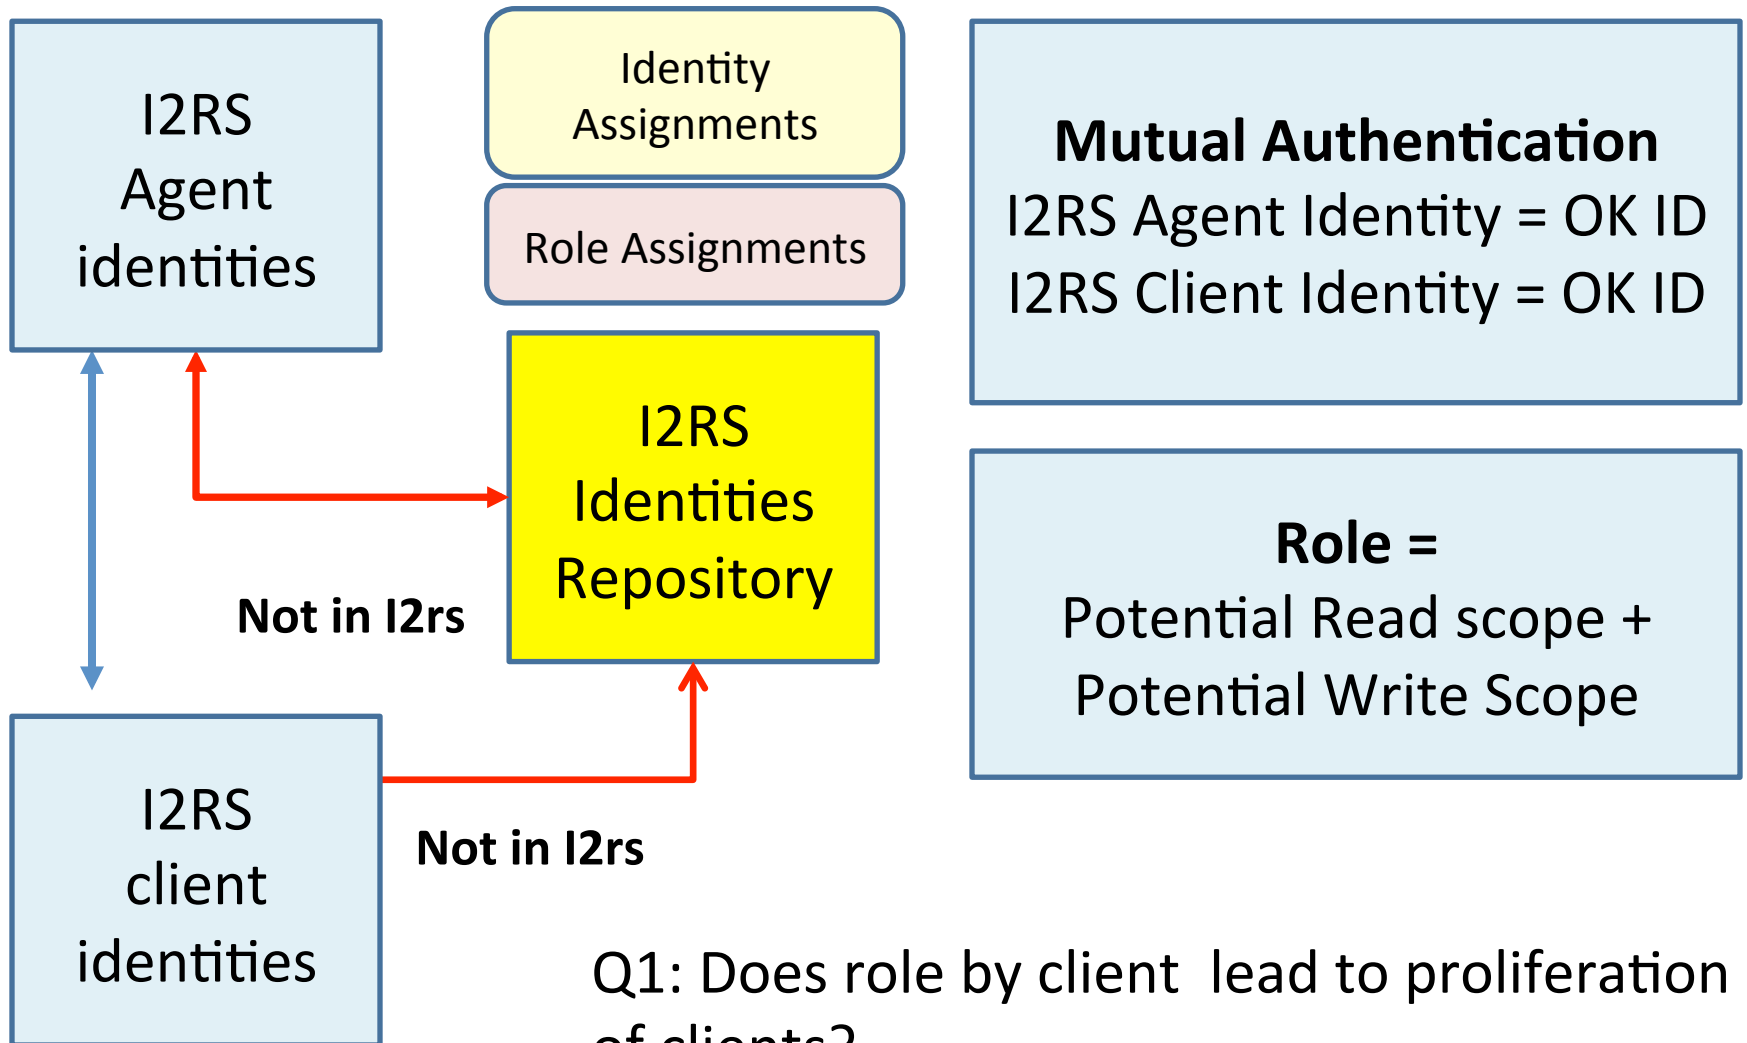 I2RS
Agent
identities
Identity
Assignments
Role Assignments
Mutual Authentication
I2RS Agent Identity = OK ID
I2RS Client Identity = OK ID
I2RS
Identities
Repository
Not in I2rs
Role =
Potential Read scope +
Potential Write Scope
I2RS
client
identities
Not in I2rs
Q1: Does role by client  lead to proliferation
of clients?